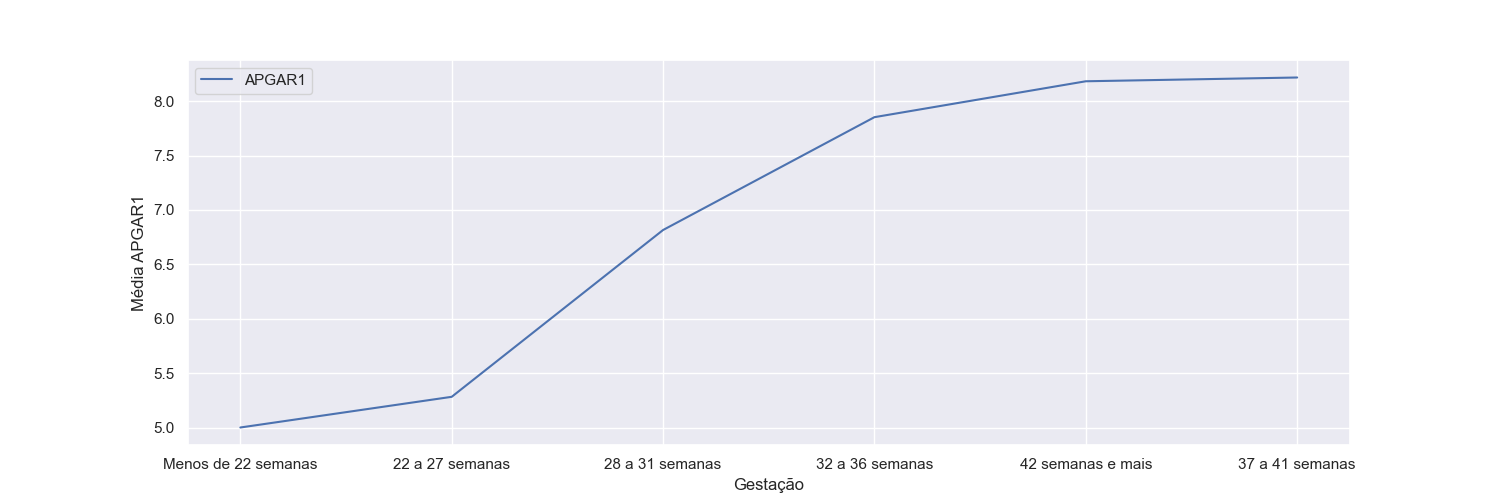 APGAR1
8.0
7.5
7.0
6.5
6.0
5.5
5.0
Média APGAR1
Menos de 22 semanas
22 a 27 semanas
28 a 31 semanas
32 a 36 semanas
42 semanas e mais
37 a 41 semanas
Gestação